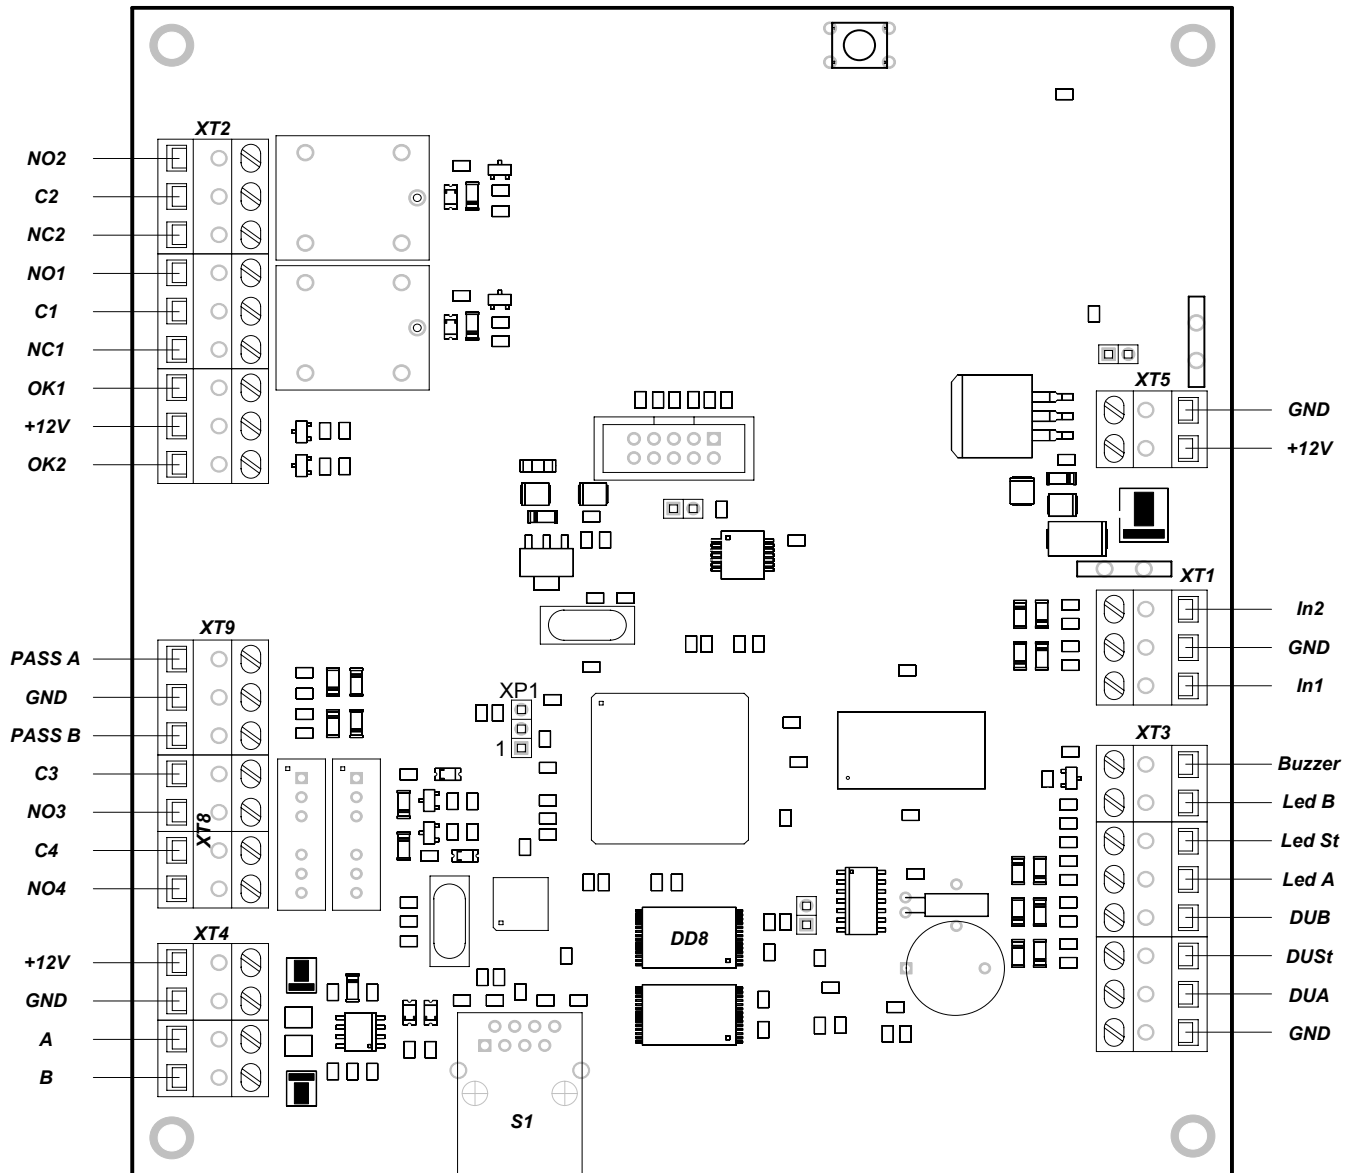 XT2
NO2
C2
NC2
NO1
C1
NC1
OK1
+12V
OK2
XT9
PASS A
GND
PASS B
C3
NO3
XT8
C4
NO4
XT4
+12V
GND
A
B
XP1
1
DD8
S1
XT5
GND
+12V
XT1
In2
GND
In1
XT3
Buzzer
Led B
Led St
Led A
DUB
DUSt
DUA
GND